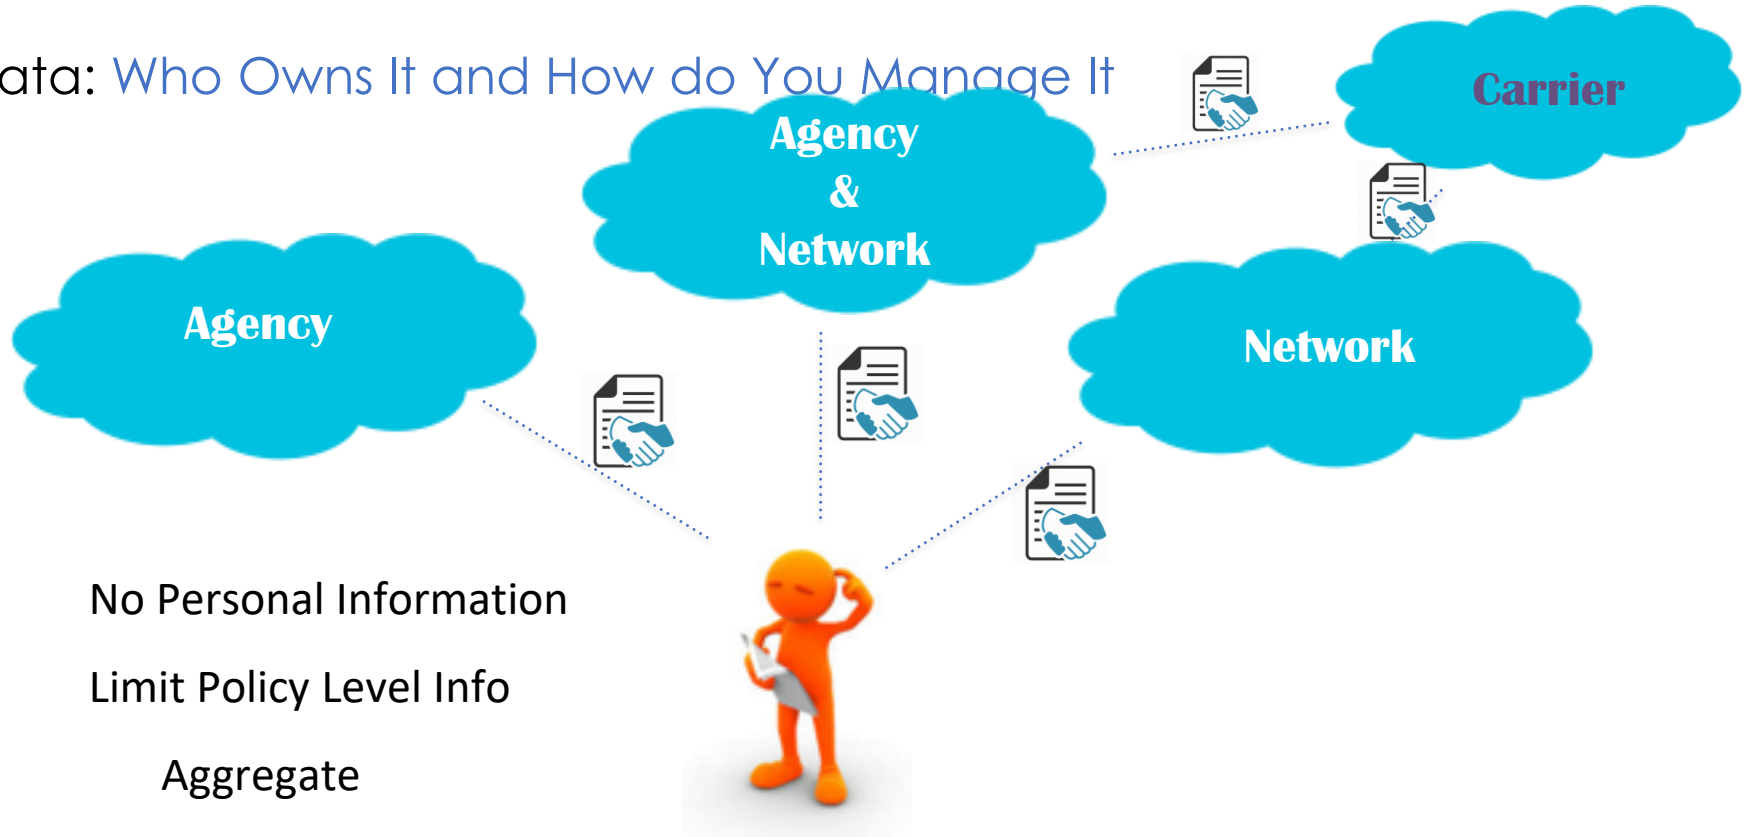 ata: Who Owns It and How do You Manage It
Carrier
Agency
&
Network
Agency
Network
No Personal Information
Limit Policy Level Info
Aggregate